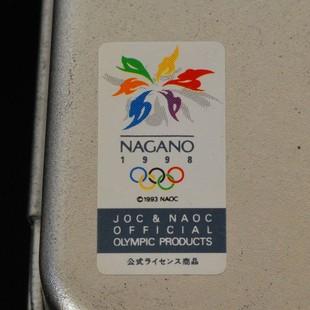 NAGANO
1998
©1993 NAOC
JOC & NAOC
OFFICIAL
OLYMPIC PRODUCTS
公式ライセンス商品